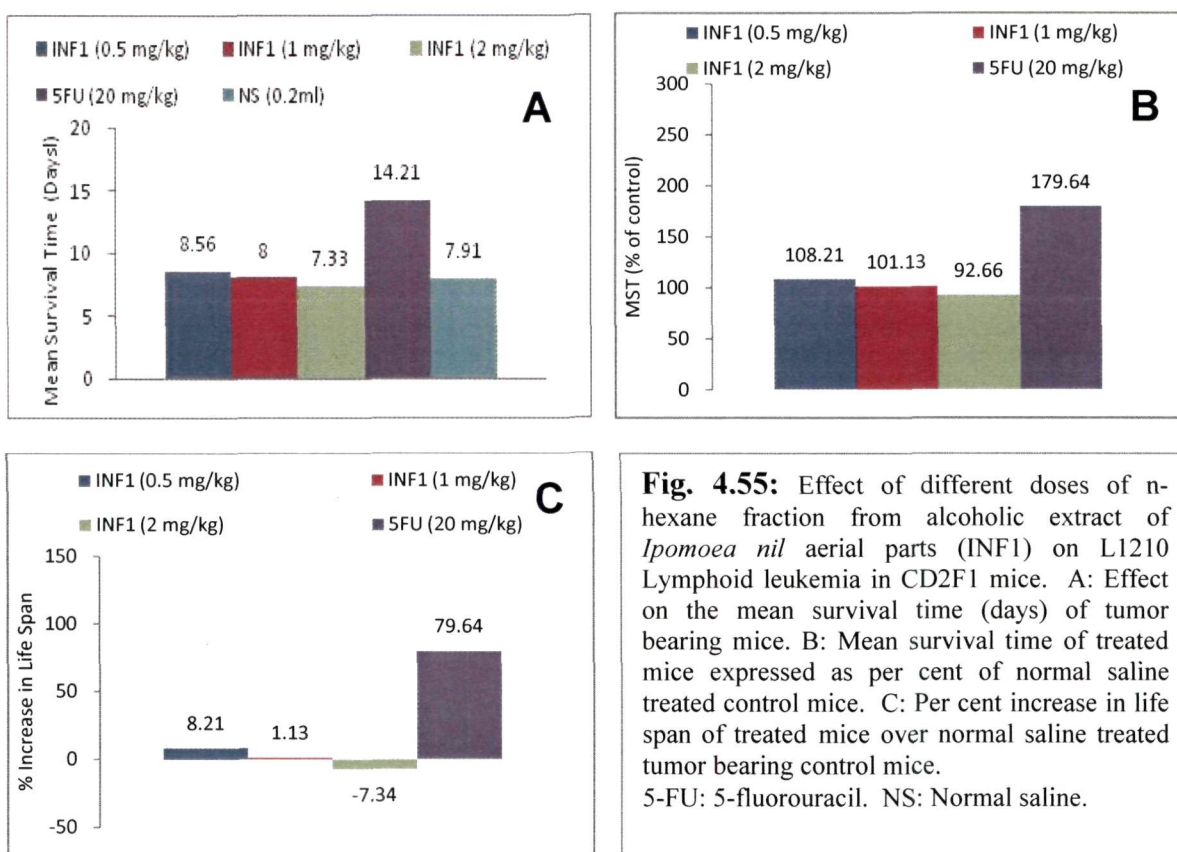 INF1 (0.5 mg/kg) INF1 (1 mg/kg) INF1 (2 mg/kg)
5FU (20 mg/kg) NS (0.2ml)
A
Mean Survival Time (Days)
20
15
10
5
0
8.56
8
7.33
14.21
7.91
INF1 (0.5 mg/kg) INF1 (1 mg/kg)
INF1 (2 mg/kg) 5FU (20 mg/kg)
B
MST (% of control)
300
250
200
150
100
50
0
108.21
101.13
92.66
179.64
INF1 (0.5 mg/kg) INF1 (1 mg/kg)
INF1 (2 mg/kg) 5FU (20 mg/kg)
C
% Increase in Life Span
150
100
50
0
-50
8.21
1.13
-7.34
79.64
Fig. 4.55: Effect of different doses of n-
hexane fraction from alcoholic extract of
Ipomoea nil aerial parts (INF1) on L1210
Lymphoid leukemia in CD2F1 mice. A: Effect
on the mean survival time (days) of tumor
bearing mice. B: Mean survival time of treated
mice expressed as per cent of normal saline
treated control mice. C: Per cent increase in life
span of treated mice over normal saline treated
tumor bearing control mice.
5-FU: 5-fluorouracil. NS: Normal saline.